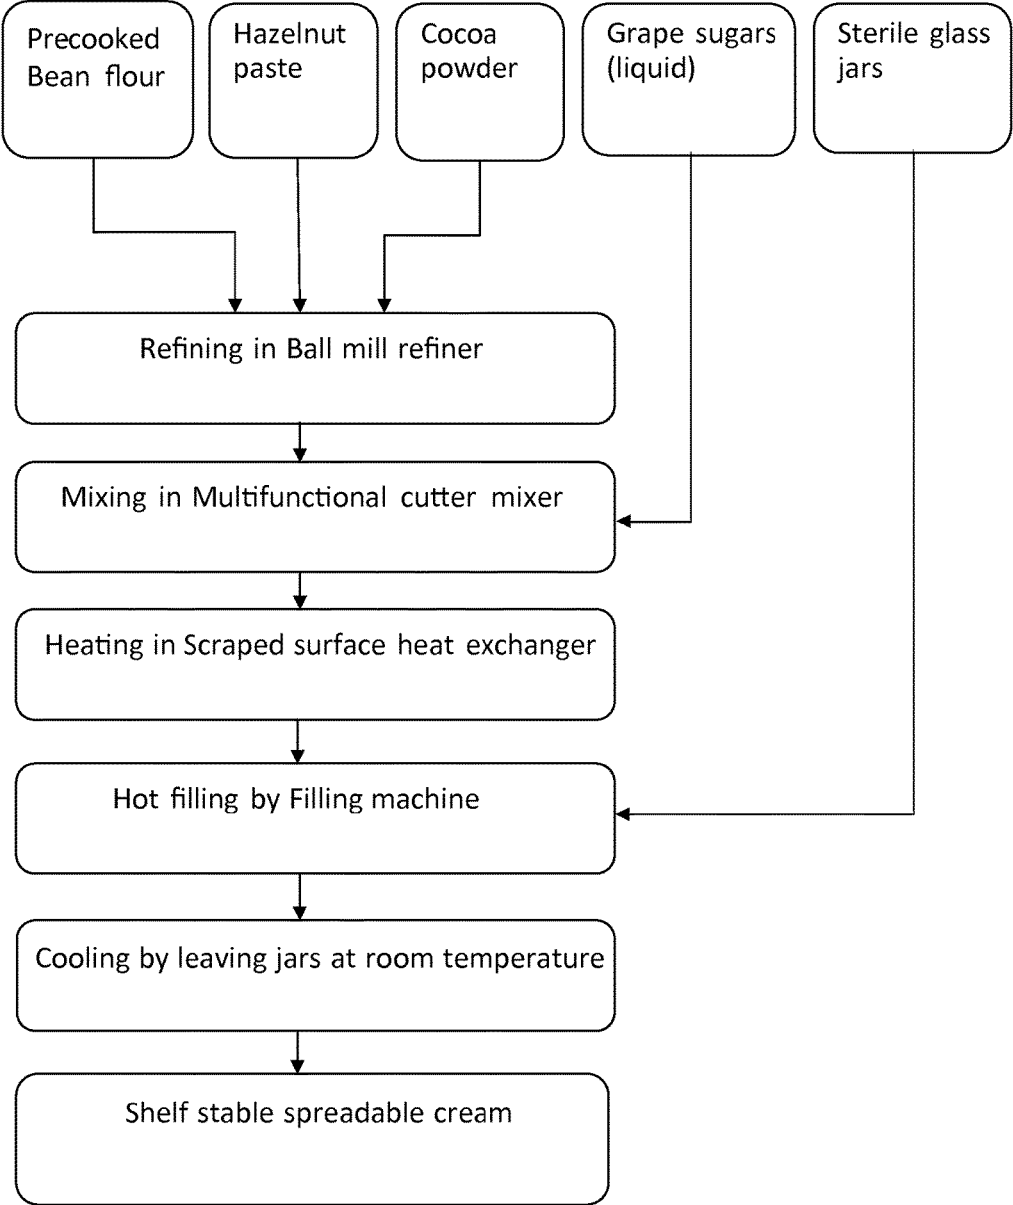 Precooked
Bean flour
Hazelnut
paste
Cocoa
powder
Grape sugars
(liquid)
Sterile glass
jars
Refining in Ball mill refiner
Mixing in Multifunctional cutter mixer
Heating in Scraped surface heat exchanger
Hot filling by Filling machine
Cooling by leaving jars at room temperature
Shelf stable spreadable cream